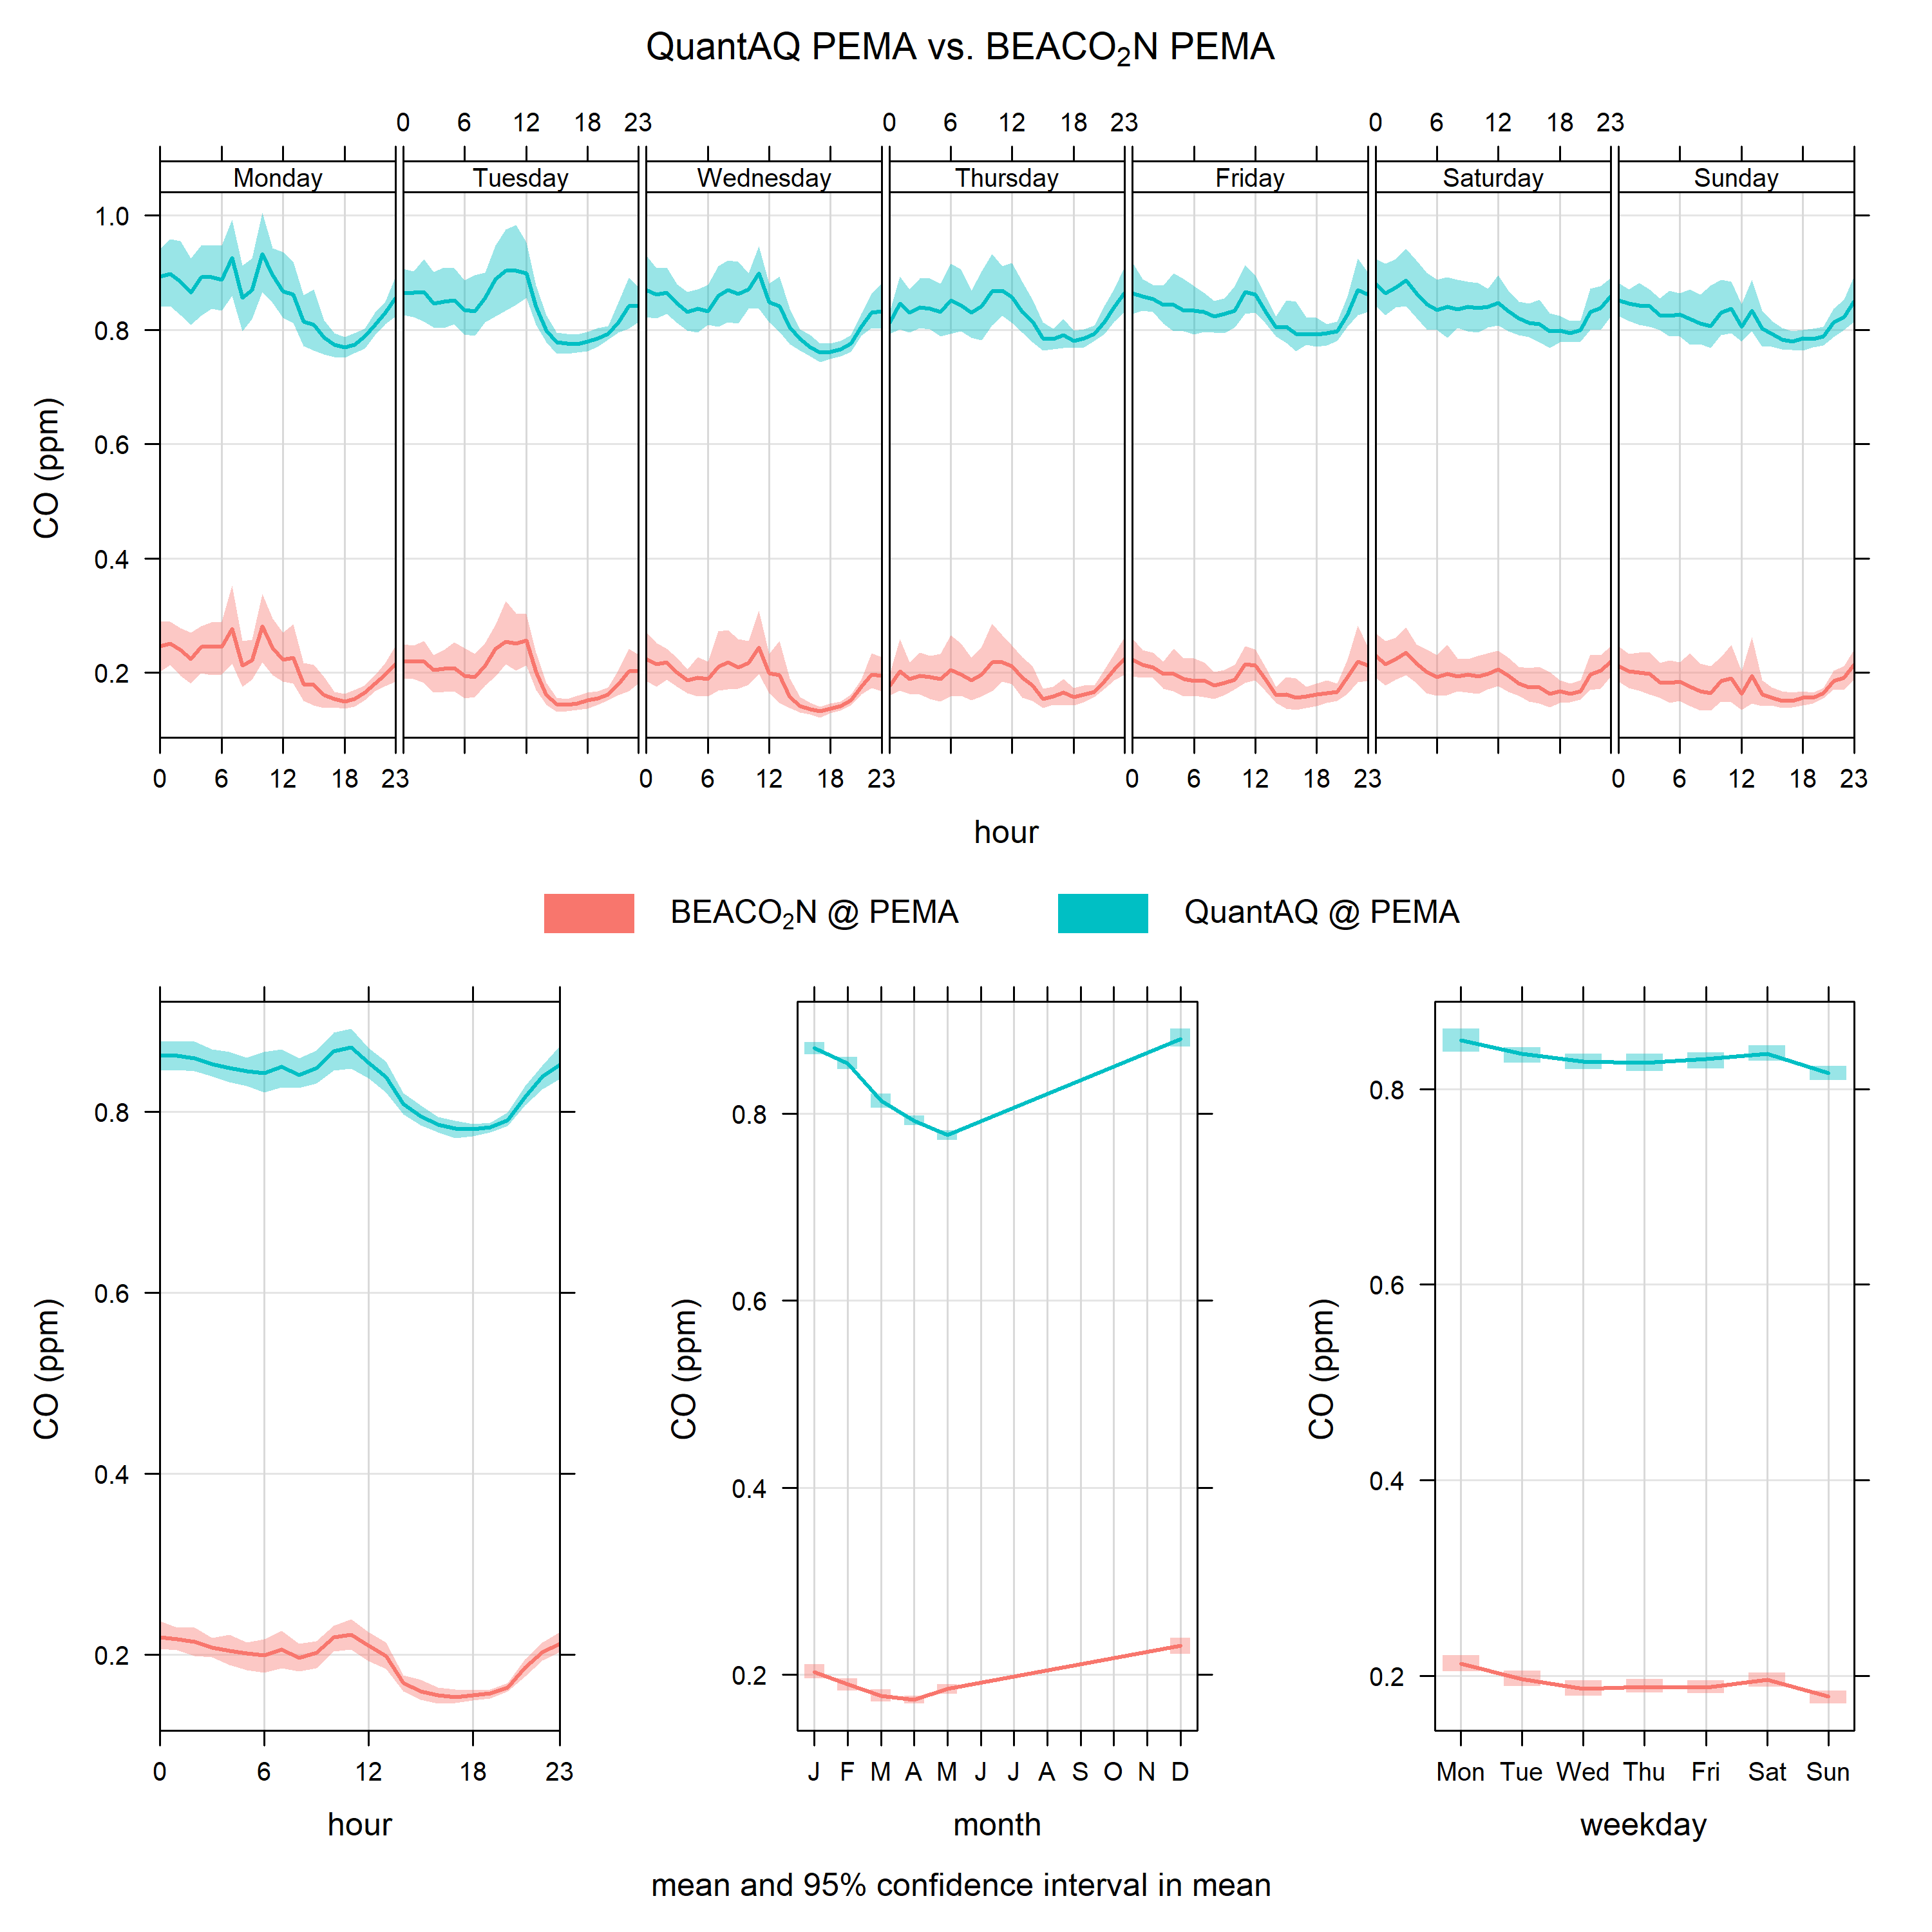 QuantAQ PEMA vs. BEACO₂N PEMA
0 6 12 18 23 0 6 12 18 23 0 6 12 18 23
Monday Tuesday Wednesday Thursday Friday Saturday Sunday
1.0
0.8
0.6
0.4
0.2
CO (ppm)
0 6 12 18 23 0 6 12 18 23 0 6 12 18 23 0 6 12 18 23
hour
BEACO₂N @ PEMA QuantAQ @ PEMA
0.8
0.6
0.4
0.2
CO (ppm)
0 6 12 18 23
hour
0.8
0.6
0.4
0.2
CO (ppm)
J F M A M J J A S O N D
month
0.8
0.6
0.4
0.2
CO (ppm)
Mon Tue Wed Thu Fri Sat Sun
weekday
mean and 95% confidence interval in mean